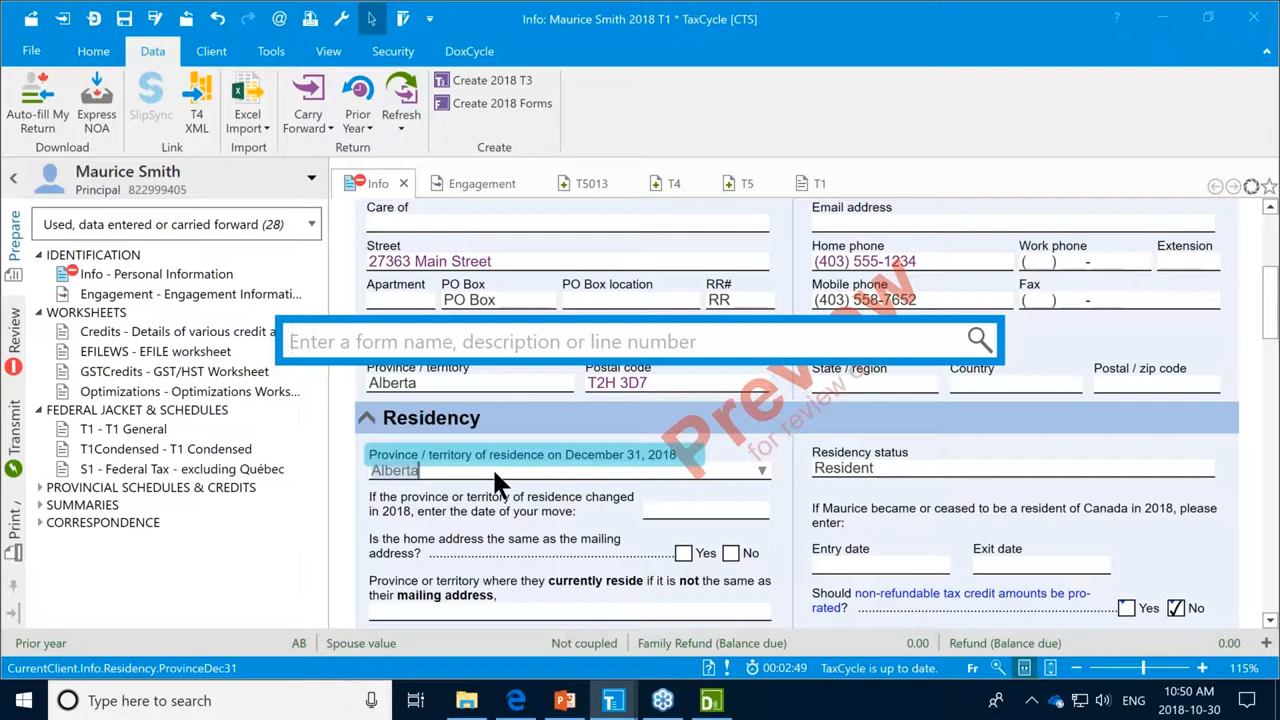 Info: Maurice Smith 2018 T1 * TaxCycle [CTS]
File Home Data Client Tools View Security DoxCycle
Auto-fill My Return
Express NOA
Download
SlipSync
T4 XML
Link
Excel Import
Import
Carry Forward
Prior Year
Refresh
Return
Create 2018 T3
Create 2018 Forms
Create
Maurice Smith
Principal 822999405
Used, data entered or carried forward (28)
Prepare
Review
Transmit
Print /
IDENTIFICATION
Info - Personal Information
Engagement - Engagement Informati...
WORKSHEETS
Credits - Details of various credit a
EFILEWS - EFILE worksheet
GSTCredits - GST/HST Worksheet
Optimizations - Optimizations Works...
FEDERAL JACKET & SCHEDULES
T1 - T1 General
T1Condensed - T1 Condensed
S1 - Federal Tax - excluding Québec
PROVINCIAL SCHEDULES & CREDITS
SUMMARIES
CORRESPONDENCE
Info Engagement T5013 T4 T5 T1
Care of
Email address
Street
27363 Main Street
Home phone Work phone Extension
(403) 555-1234 ( ) -
Apartment PO Box PO Box location RR#
PO Box RR
Mobile phone Fax
(403) 558-7652 ( ) -
Enter a form name, description or line number
Province / territory Postal code State / region Country Postal / zip code
Alberta T2H 3D7
Preview
for review
Residency
Province / territory of residence on December 31, 2018
Alberta
Residency status
Resident
If the province or territory of residence changed
in 2018, enter the date of your move:
If Maurice became or ceased to be a resident of Canada in 2018, please
enter:
Is the home address the same as the mailing
address? Yes No
Entry date Exit date
Province or territory where they currently reside if it is not the same as
their mailing address,
Should non-refundable tax credit amounts be pro-
rated? Yes No
Prior year AB Spouse value Not coupled Family Refund (Balance due) 0.00 Refund (Balance due) 0.00
CurrentClient.Info.Residency.ProvinceDec31 00:02:49 TaxCycle is up to date. Fr 115%
Type here to search
ENG
10:50 AM
2018-10-30